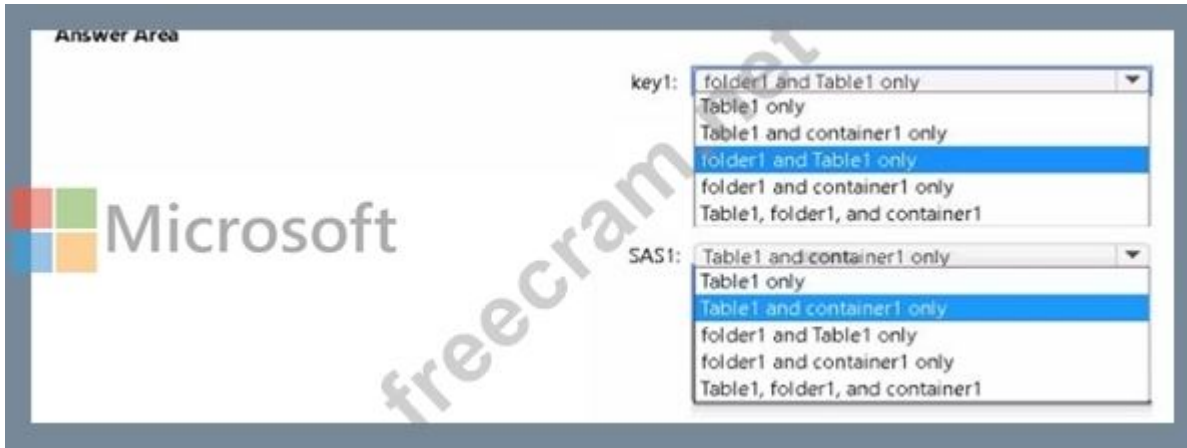 Answer Area
key1: folder1 and Table1 only
Table1 only
Table1 and container1 only
folder1 and Table1 only
folder1 and container1 only
Table1, folder1, and container1
Microsoft
SAS1: Table1 and container1 only
Table1 only
Table1 and container1 only
folder1 and Table1 only
folder1 and container1 only
Table1, folder1, and container1
freecram.net